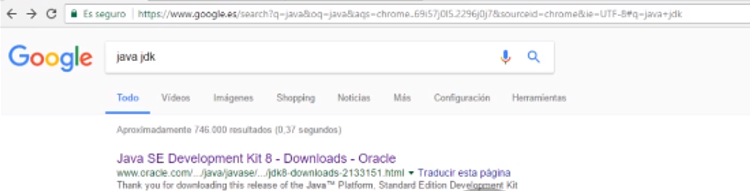 Es seguro https://www.google.es/search?q=java&oq=java&aqs=chrome..69i57j0l5.2296j0j7&sourceid=chrome&ie=UTF-8#q=java+jdk
Google java jdk
Todo Vídeos Imágenes Shopping Noticias Más Configuración Herramientas
Aproximadamente 746.000 resultados (0,37 segundos)
Java SE Development Kit 8 - Downloads - Oracle
www.oracle.com/.../java/javase/.../jdk8-downloads-2133151.html ▾ Traducir esta página
Thank you for downloading this release of the Java™ Platform, Standard Edition Development Kit